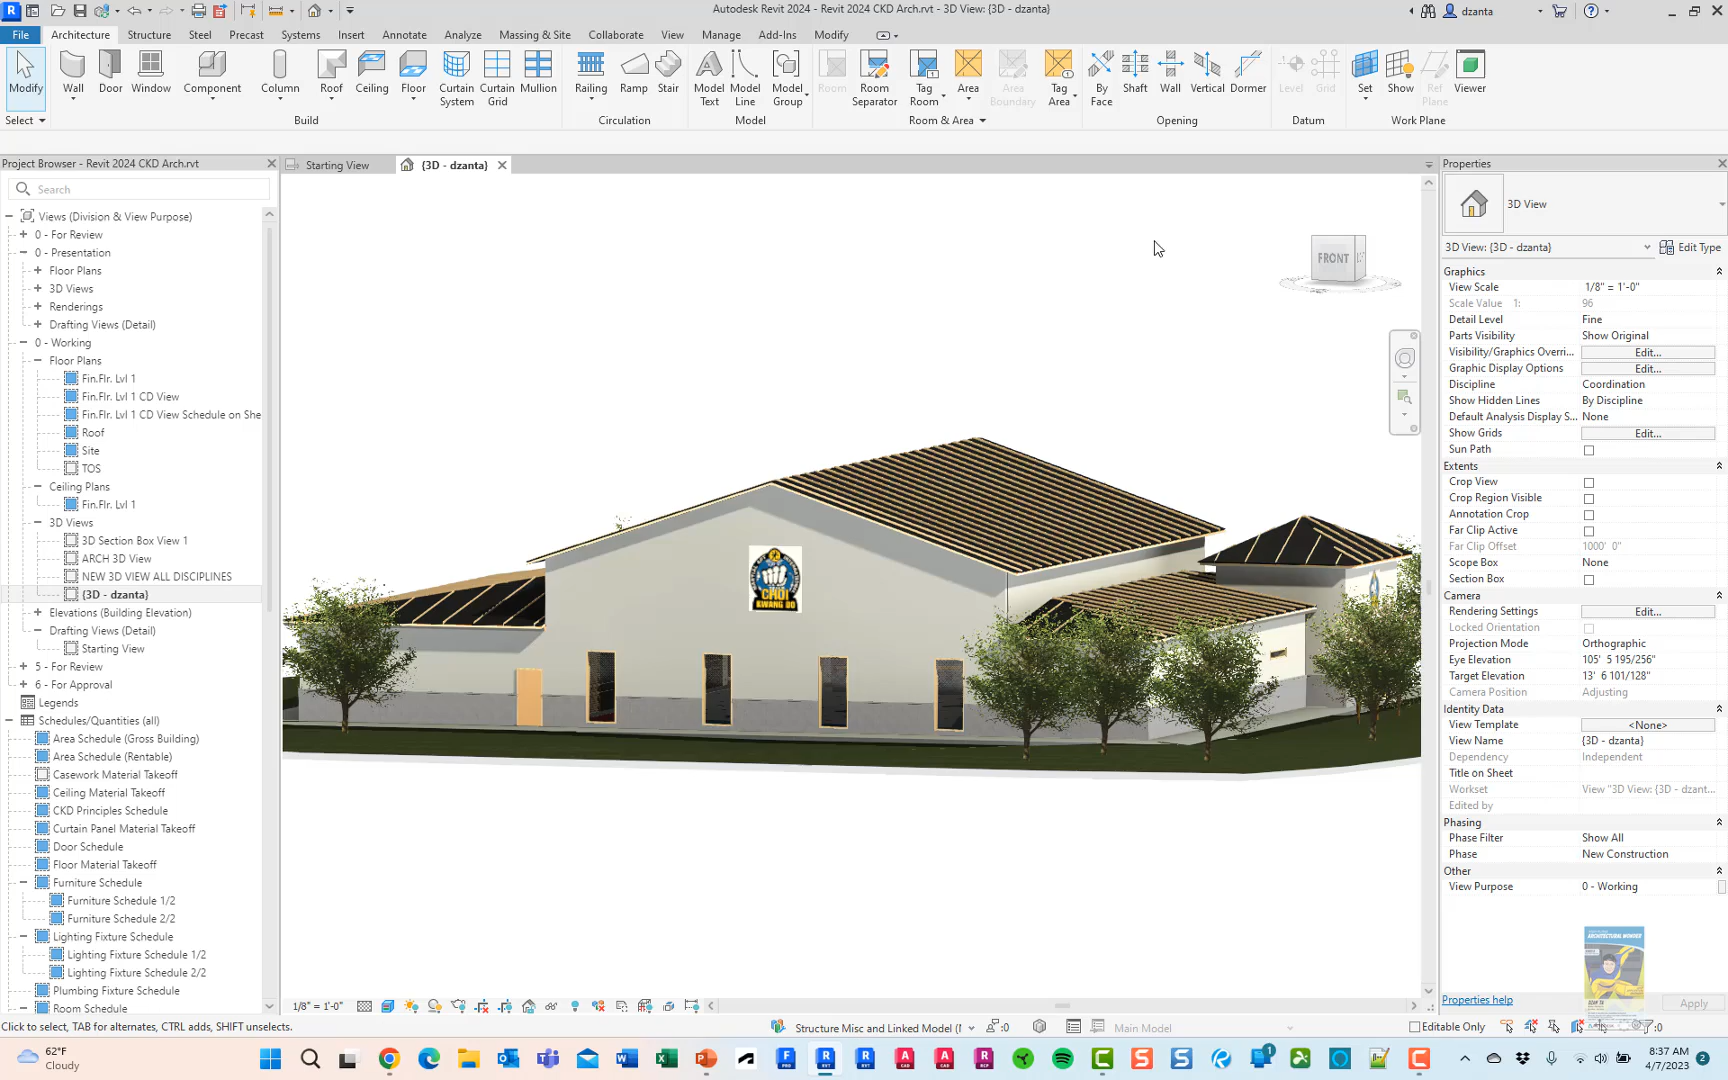 Autodesk Revit 2024 - Revit 2024 CKD Arch.rvt - 3D View: {3D - dzanta}
dzanta
File Architecture Structure Steel Precast Systems Insert Annotate Analyze Massing & Site Collaborate View Manage Add-Ins Modify
Modify Wall Door Window Component Column Roof Ceiling Floor Curtain System Curtain Grid Mullion Railing Ramp Stair Model Text Model Line Model Group Room Room Separator Tag Room Area Area Boundary Tag Area By Face Shaft Wall Vertical Dormer Level Grid Set Show Ref Plane Viewer
Select Build Circulation Model Room & Area Opening Datum Work Plane
Project Browser - Revit 2024 CKD Arch.rvt
Search
Views (Division & View Purpose)
0 - For Review
0 - Presentation
Floor Plans
3D Views
Renderings
Drafting Views (Detail)
0 - Working
Floor Plans
Fin.Flr. Lvl 1
Fin.Flr. Lvl 1 CD View
Fin.Flr. Lvl 1 CD View Schedule on She
Roof
Site
TOS
Ceiling Plans
Fin.Flr. Lvl 1
3D Views
3D Section Box View 1
ARCH 3D View
NEW 3D VIEW ALL DISCIPLINES
{3D - dzanta}
Elevations (Building Elevation)
Drafting Views (Detail)
Starting View
5 - For Review
6 - For Approval
Legends
Schedules/Quantities (all)
Area Schedule (Gross Building)
Area Schedule (Rentable)
Casework Material Takeoff
Ceiling Material Takeoff
CKD Principles Schedule
Curtain Panel Material Takeoff
Door Schedule
Floor Material Takeoff
Furniture Schedule
Furniture Schedule 1/2
Furniture Schedule 2/2
Lighting Fixture Schedule
Lighting Fixture Schedule 1/2
Lighting Fixture Schedule 2/2
Plumbing Fixture Schedule
Room Schedule
Starting View
{3D - dzanta}
FRONT
CHOI
KWANG DO
1/8" = 1'-0"
Properties
3D View
3D View: {3D - dzanta} Edit Type
Graphics
View Scale 1/8" = 1'-0"
Scale Value 1: 96
Detail Level Fine
Parts Visibility Show Original
Visibility/Graphics Overri... Edit...
Graphic Display Options Edit...
Discipline Coordination
Show Hidden Lines By Discipline
Default Analysis Display S... None
Show Grids Edit...
Sun Path
Extents
Crop View
Crop Region Visible
Annotation Crop
Far Clip Active
Far Clip Offset 1000' 0"
Scope Box None
Section Box
Camera
Rendering Settings Edit...
Locked Orientation
Projection Mode Orthographic
Eye Elevation 105' 5 195/256"
Target Elevation 13' 6 101/128"
Camera Position Adjusting
Identity Data
View Template <None>
View Name {3D - dzanta}
Dependency Independent
Title on Sheet
Workset View "3D View: {3D - dzant...
Edited by
Phasing
Phase Filter Show All
Phase New Construction
Other
View Purpose 0 - Working
ARCHITECTURAL WONDER
Properties help Apply
Click to select, TAB for alternates, CTRL adds, SHIFT unselects.
Structure Misc and Linked Model (
:0
Main Model
Editable Only
:0
62°F
Cloudy
8:37 AM
4/7/2023